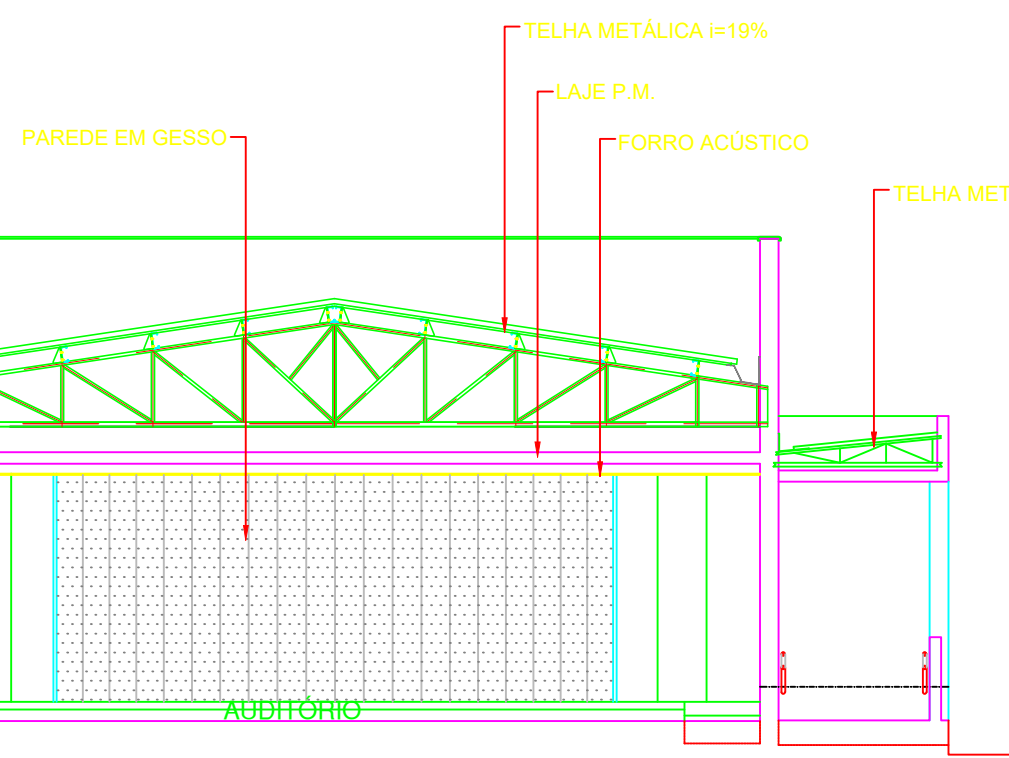 TELHA METÁLICA i=19%
LAJE P.M.
PAREDE EM GESSO
FORRO ACÚSTICO
TELHA MET
AUDITÓRIO